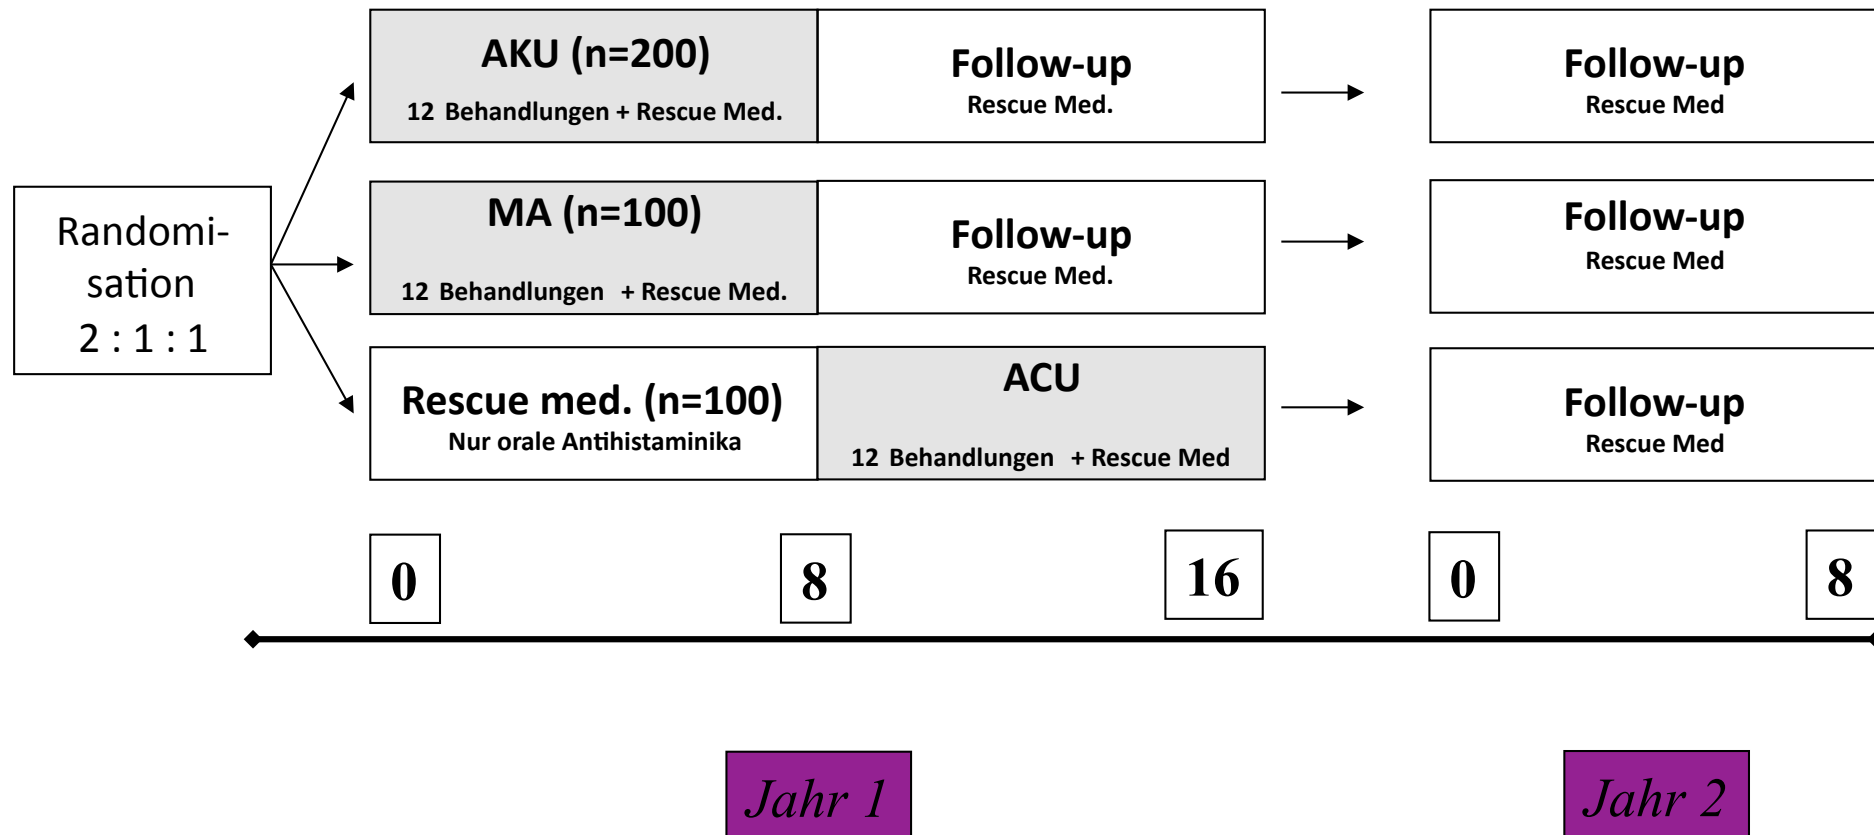 AKU (n=200)
12 Behandlungen + Rescue Med.
Follow-up
Rescue Med.
Follow-up
Rescue Med
Randomi-
sation
2 : 1 : 1
MA (n=100)
12 Behandlungen + Rescue Med.
Follow-up
Rescue Med.
Follow-up
Rescue Med
Rescue med. (n=100)
Nur orale Antihistaminika
ACU
12 Behandlungen + Rescue Med
Follow-up
Rescue Med
0
8
16
0
8
Jahr 1
Jahr 2